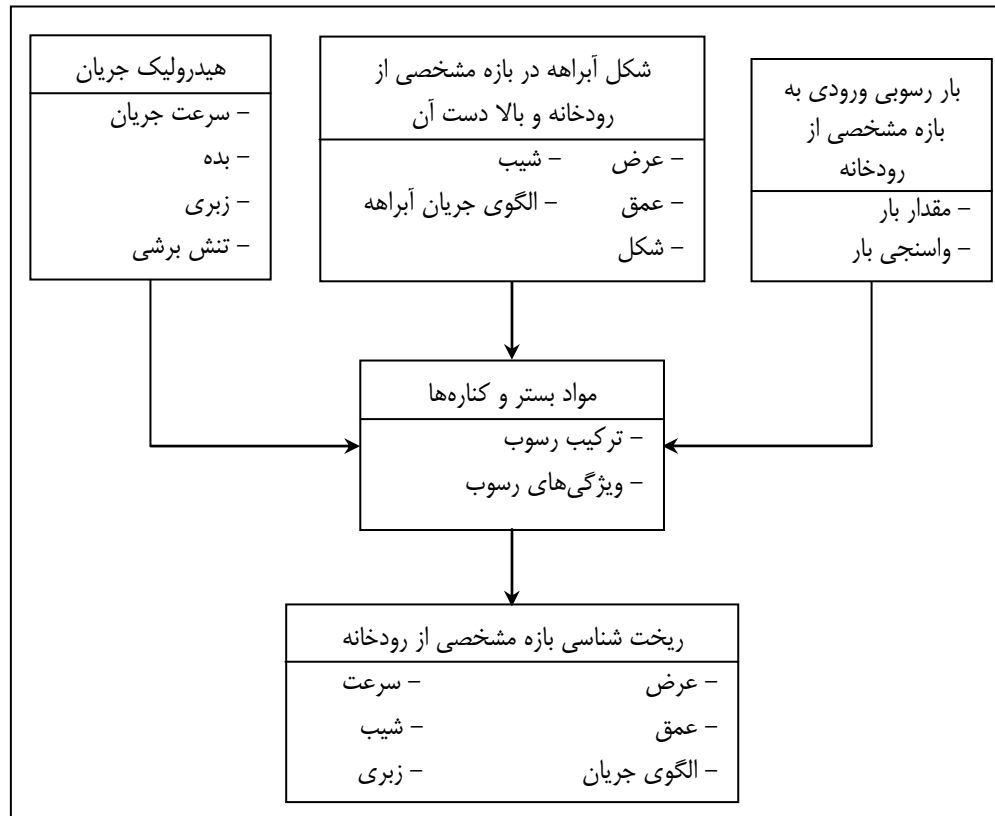 بار رسوبی ورودی به
بازه مشخصی از
رودخانه
– مقدار بار
– واسنجی بار
شکل آبراهه در بازه مشخصی از
رودخانه و بالا دست آن
– عرض – شیب
– عمق – الگوی جریان آبراهه
– شکل
هیدرولیک جریان
– سرعت جریان
– بده
– زبری
– تنش برشی
مواد بستر و کناره‌ها
– ترکیب رسوب
– ویژگی‌های رسوب
ریخت شناسی بازه مشخصی از رودخانه
– عرض – سرعت
– عمق – شیب
– الگوی جریان – زبری